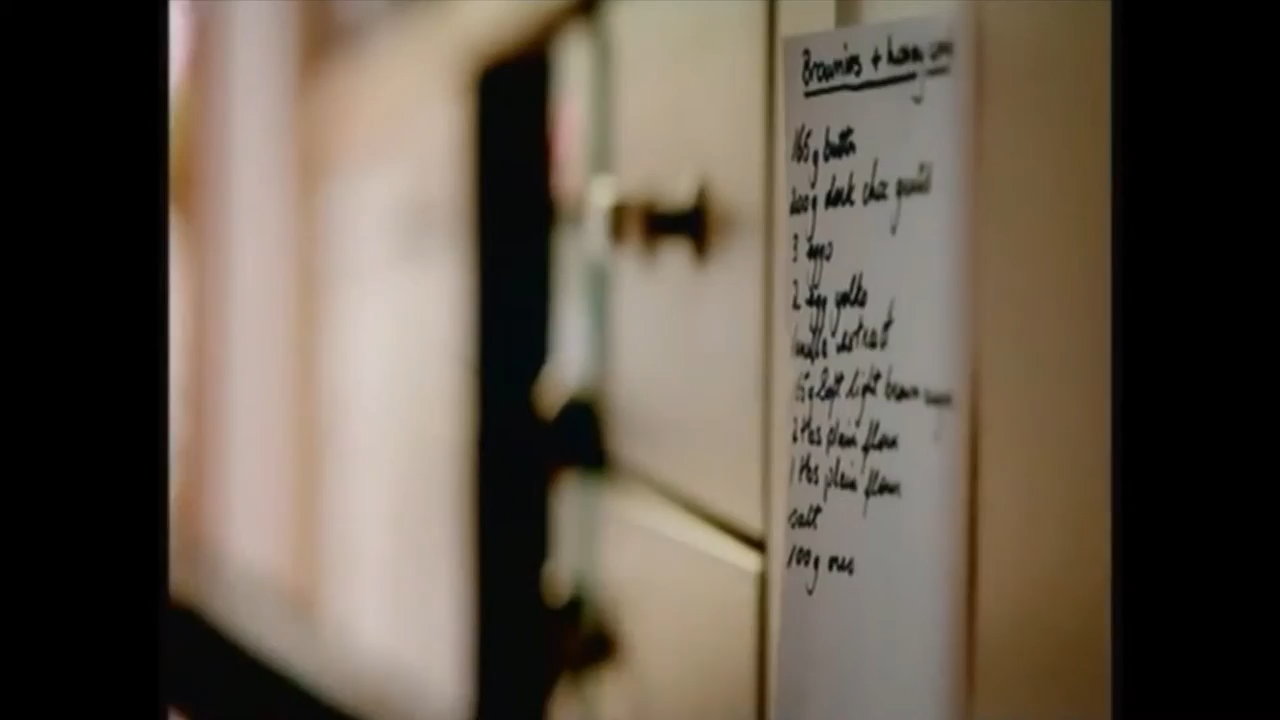 Brownies +
165g butter
200g dark choc
3 eggs
2 egg yolks
vanilla extract
soft light brown
2 tbs plain flour
1 tbs plain flour
salt
100g